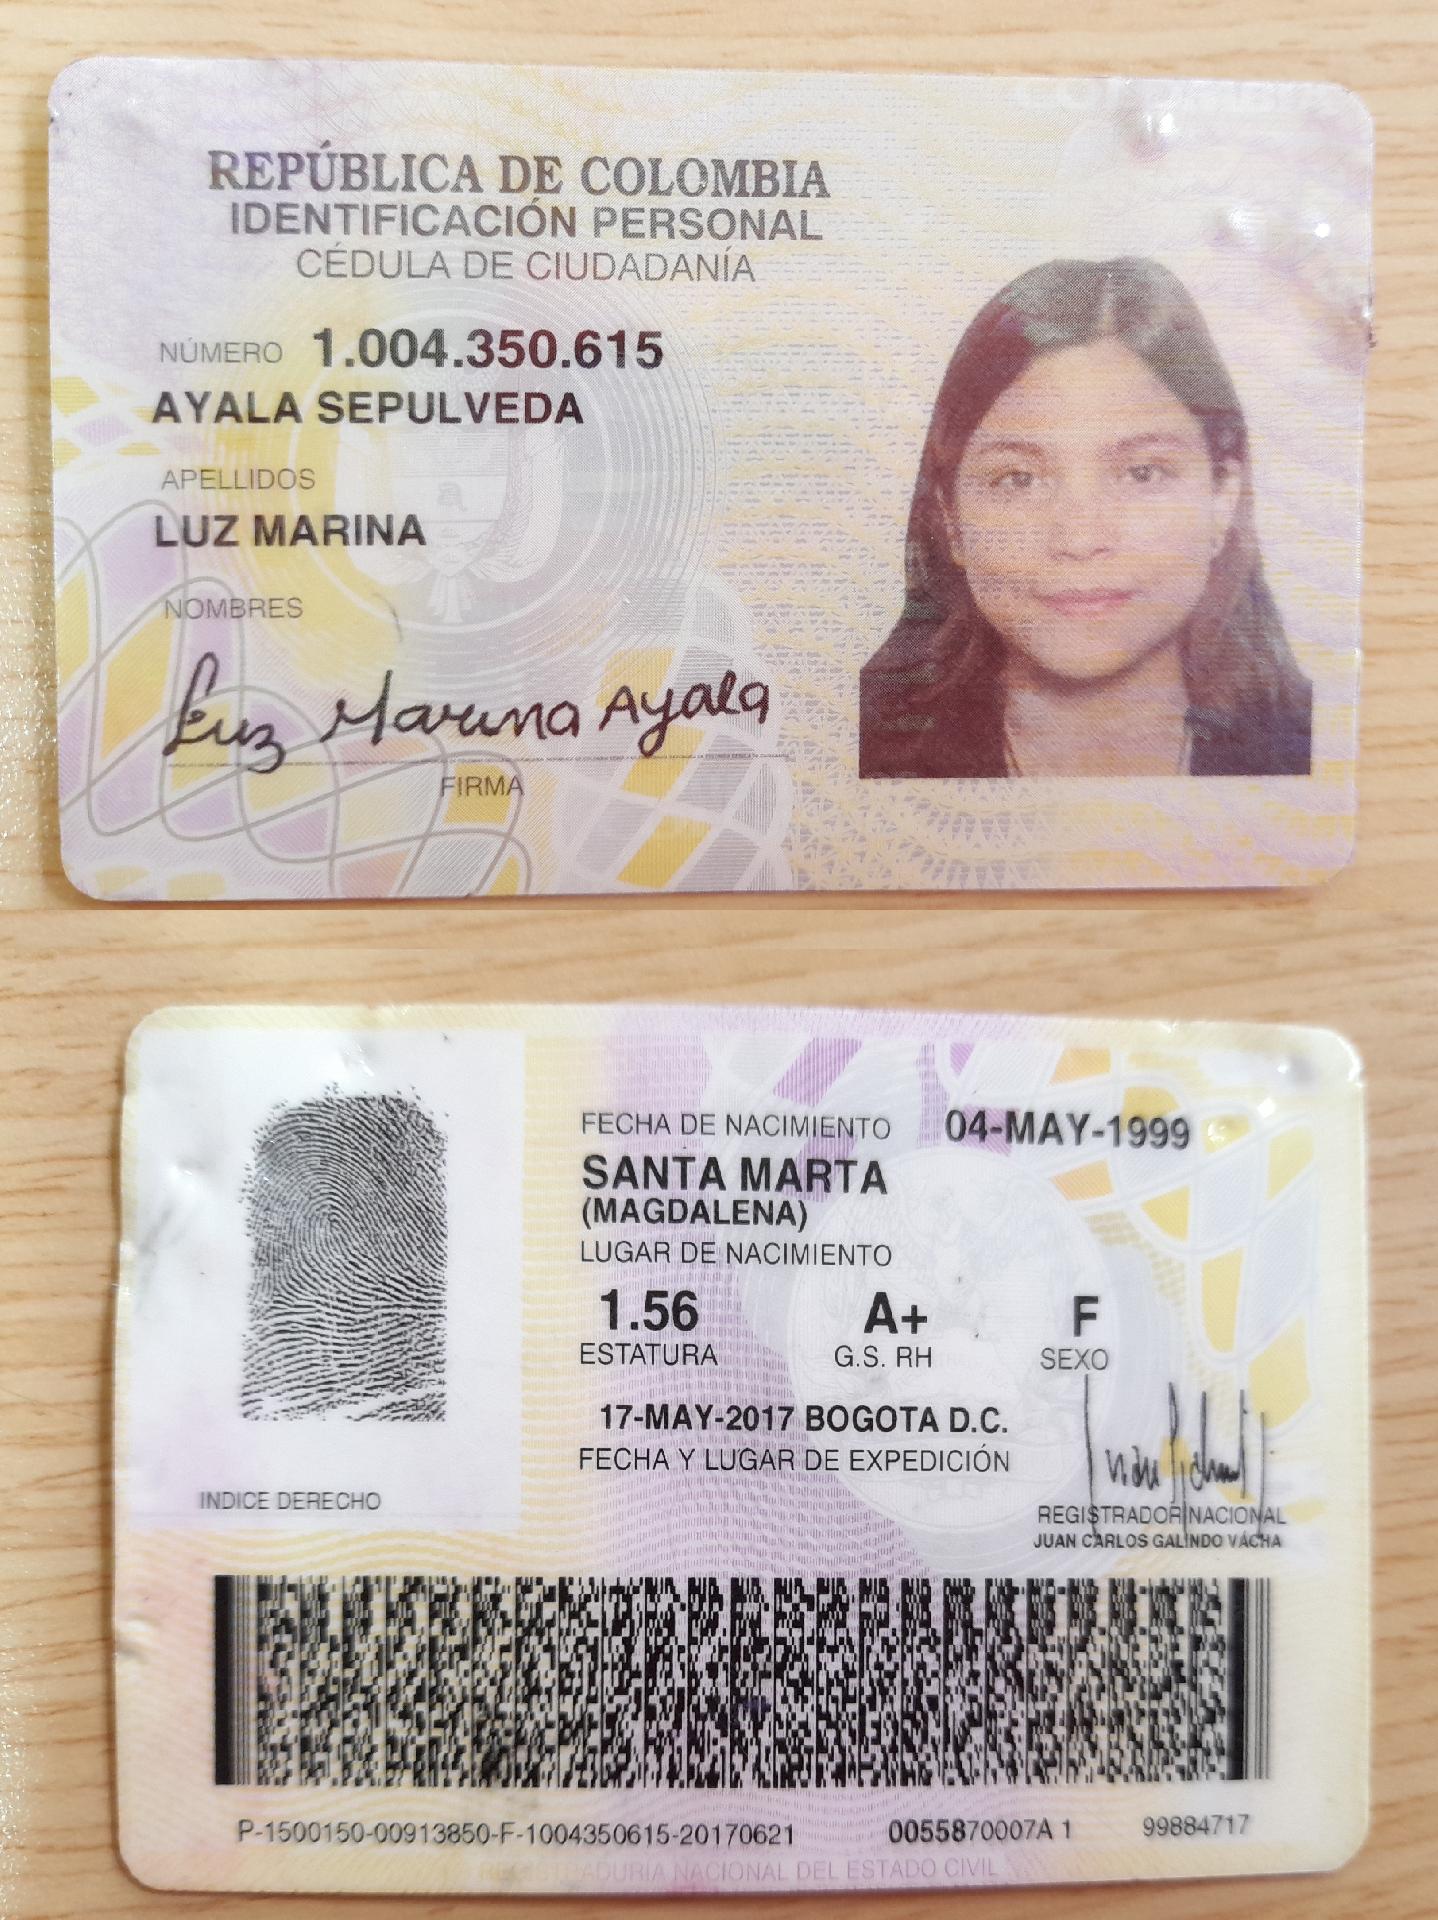 REPÚBLICA DE COLOMBIA
IDENTIFICACIÓN PERSONAL
CÉDULA DE CIUDADANÍA
NÚMERO 1.004.350.615
AYALA SEPULVEDA
APELLIDOS
LUZ MARINA
NOMBRES
Luz Marina Ayala
FIRMA
FECHA DE NACIMIENTO 04-MAY-1999
SANTA MARTA
(MAGDALENA)
LUGAR DE NACIMIENTO
1.56 A+ F
ESTATURA G.S. RH SEXO
17-MAY-2017 BOGOTA D.C.
FECHA Y LUGAR DE EXPEDICIÓN
INDICE DERECHO
REGISTRADOR NACIONAL
JUAN CARLOS GALINDO VÁCHA
P-1500150-00913850-F-1004350615-20170621 0055870007A 1 99884717
REGISTRADURIA NACIONAL DEL ESTADO CIVIL